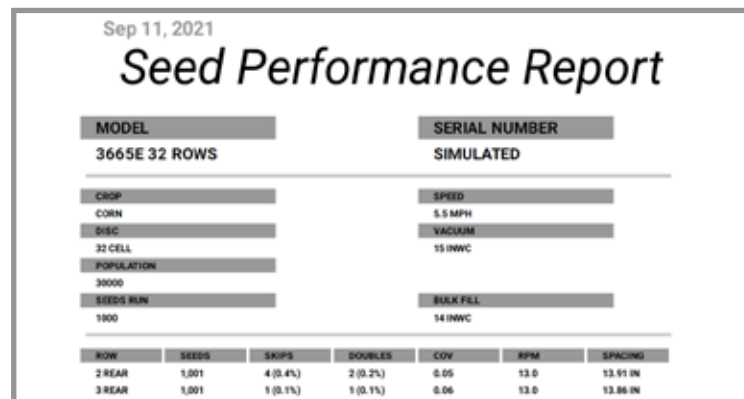 Sep 11, 2021
Seed Performance Report
MODEL SERIAL NUMBER
3665E 32 ROWS SIMULATED
CROP SPEED
CORN 5.5 MPH
DISC VACUUM
32 CELL 15 INWC
POPULATION
30000
SEEDS RUN BULK FILL
1000 14 INWC
ROW SEEDS SKIPS DOUBLES COV RPM SPACING
2 REAR 1,001 4 (0.4%) 2 (0.2%) 0.05 13.0 13.91 IN
3 REAR 1,001 1 (0.1%) 1 (0.1%) 0.06 13.0 13.86 IN